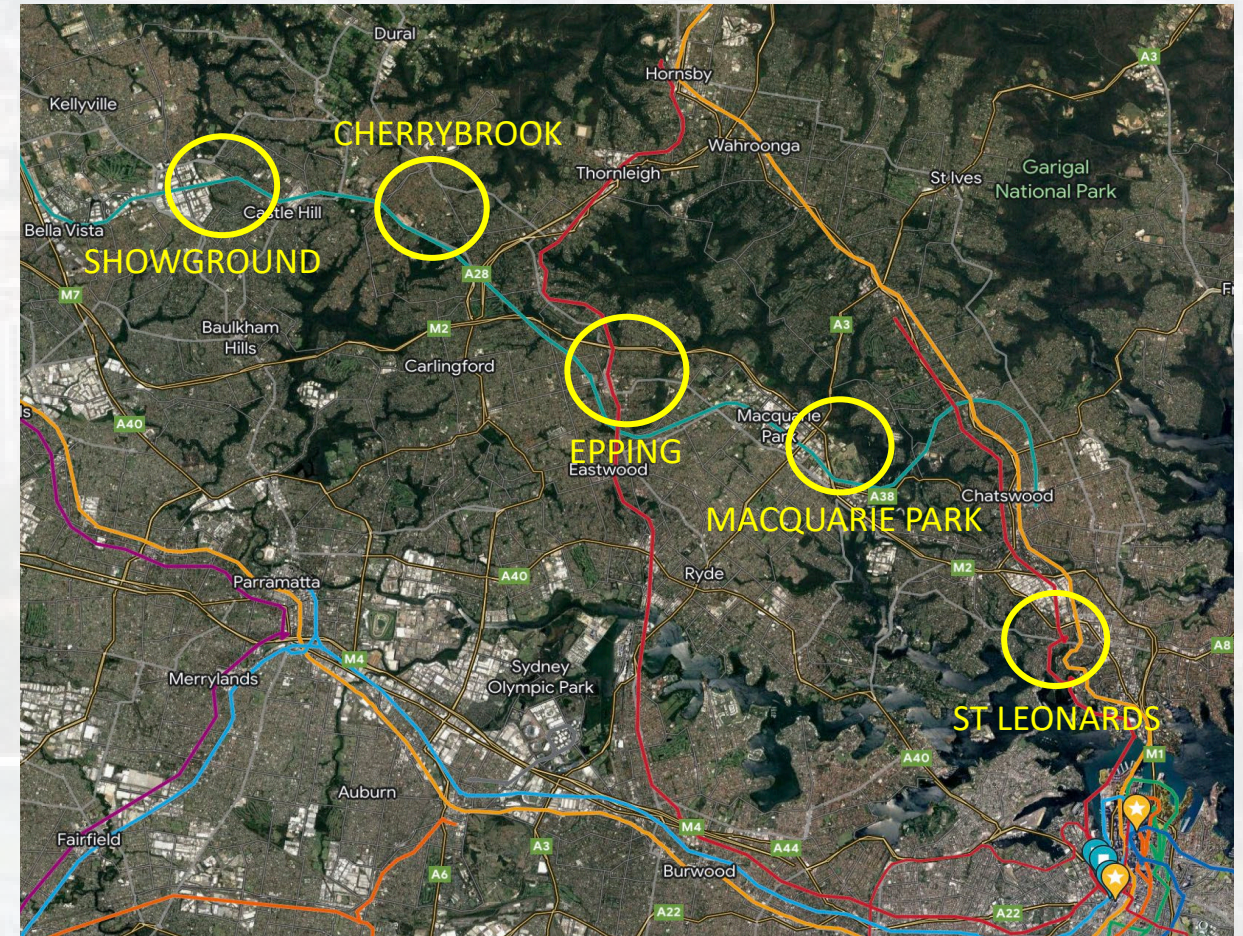 Dural
Hornsby
A3
Kellyville
CHERRYBROOK
Wahroonga
Thornleigh
St Ives
Garigal
National Park
Castle Hill
Bella Vista
SHOWGROUND
A28
M7
Fr
Baulkham
Hills
M2
A3
Carlingford
ls
A40
Macquarie
Park
EPPING
Eastwood
A38
Chatswood
MACQUARIE PARK
M2
A40
Ryde
Parramatta
A8
M4
Merrylands
Sydney
Olympic Park
ST LEONARDS
M1
A40
Auburn
M4
Fairfield
A3
A44
Burwood
A6
A22
A22